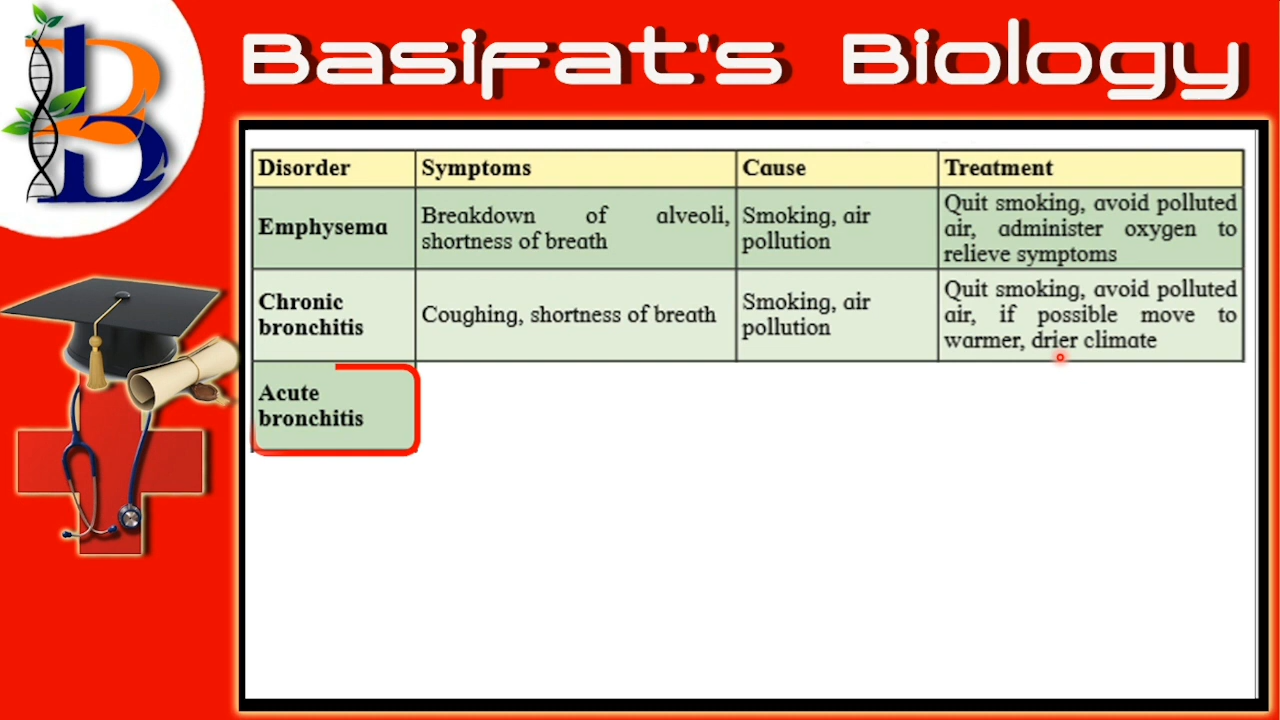 Basifat's Biology
Disorder Symptoms Cause Treatment
Emphysema
Breakdown of alveoli,
shortness of breath
Smoking, air
pollution
Quit smoking, avoid polluted
air, administer oxygen to
relieve symptoms
Chronic
bronchitis
Coughing, shortness of breath
Smoking, air
pollution
Quit smoking, avoid polluted
air, if possible move to
warmer, drier climate
Acute
bronchitis